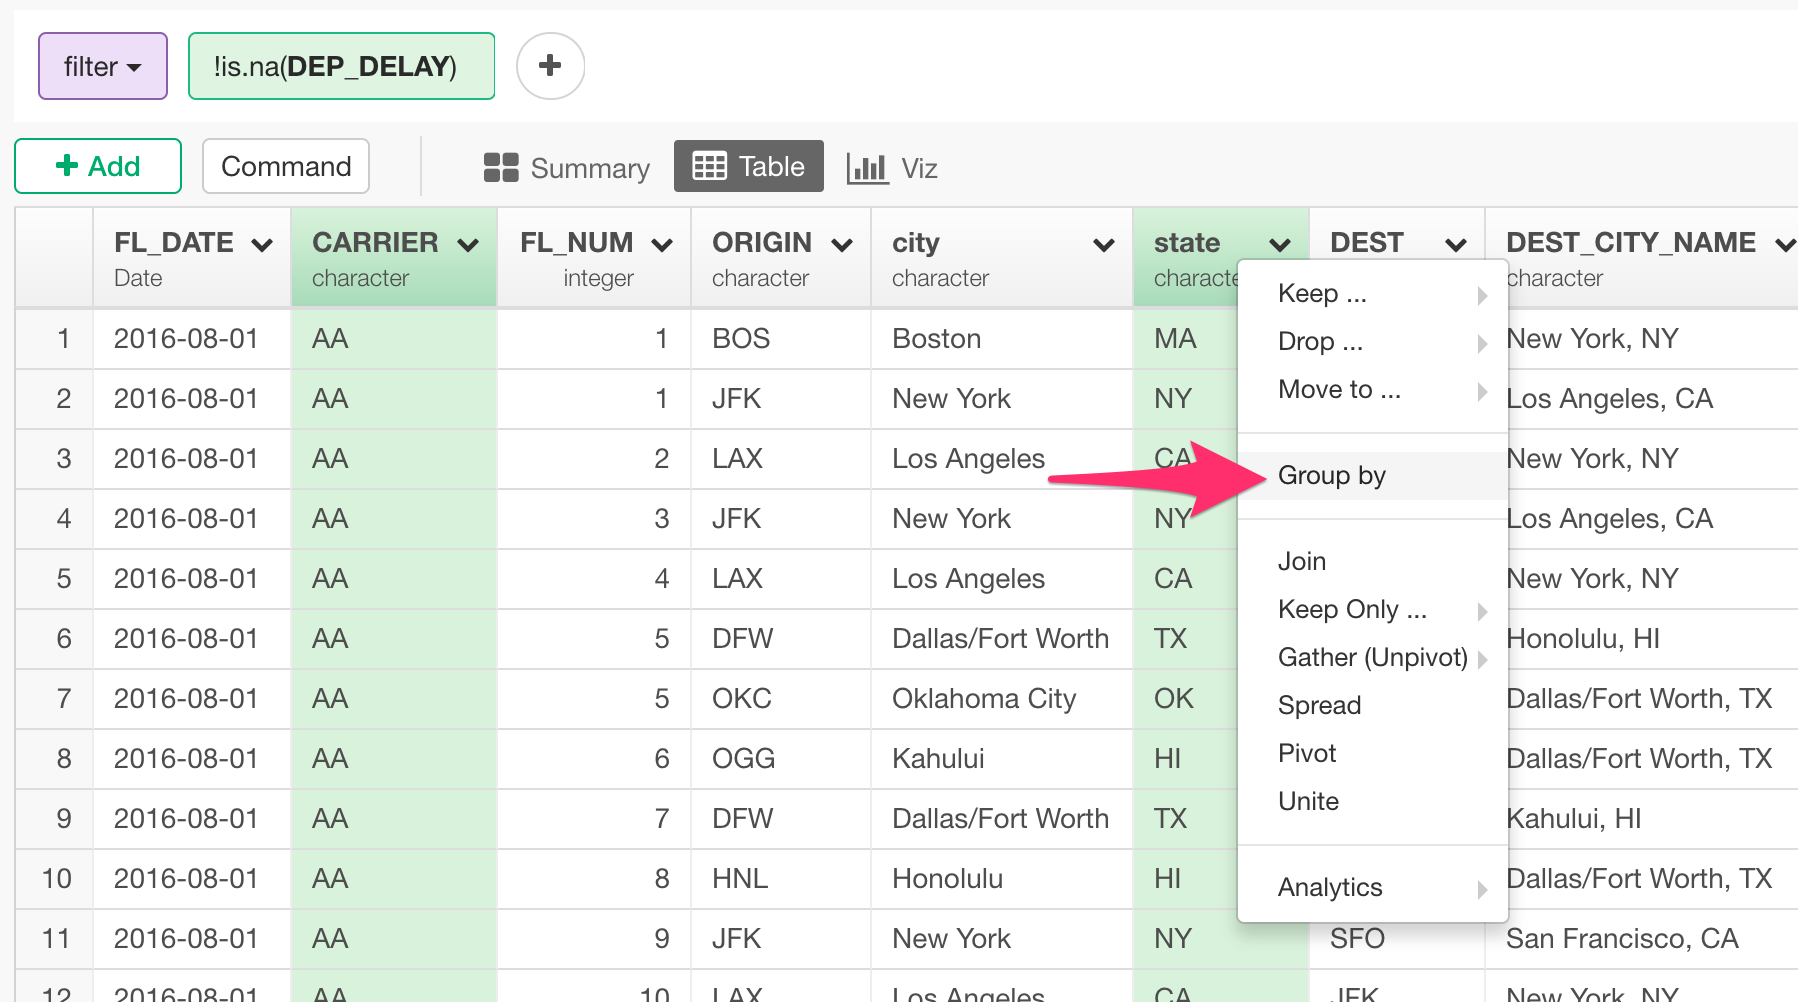 filter !is.na(DEP_DELAY) +
+ Add Command Summary Table Viz
FL_DATE CARRIER FL_NUM ORIGIN city state DEST DEST_CITY_NAME
Date character integer character character characte character
1 2016-08-01 AA 1 BOS Boston MA New York, NY
2 2016-08-01 AA 1 JFK New York NY Los Angeles, CA
3 2016-08-01 AA 2 LAX Los Angeles CA New York, NY
4 2016-08-01 AA 3 JFK New York NY Los Angeles, CA
5 2016-08-01 AA 4 LAX Los Angeles CA New York, NY
6 2016-08-01 AA 5 DFW Dallas/Fort Worth TX Honolulu, HI
7 2016-08-01 AA 5 OKC Oklahoma City OK Dallas/Fort Worth, TX
8 2016-08-01 AA 6 OGG Kahului HI Dallas/Fort Worth, TX
9 2016-08-01 AA 7 DFW Dallas/Fort Worth TX Kahului, HI
10 2016-08-01 AA 8 HNL Honolulu HI Dallas/Fort Worth, TX
11 2016-08-01 AA 9 JFK New York NY SFO San Francisco, CA
12 2016-08-01 AA 10 LAX Los Angeles CA JFK New York, NY
Keep ...
Drop ...
Move to ...
Group by
Join
Keep Only ...
Gather (Unpivot)
Spread
Pivot
Unite
Analytics